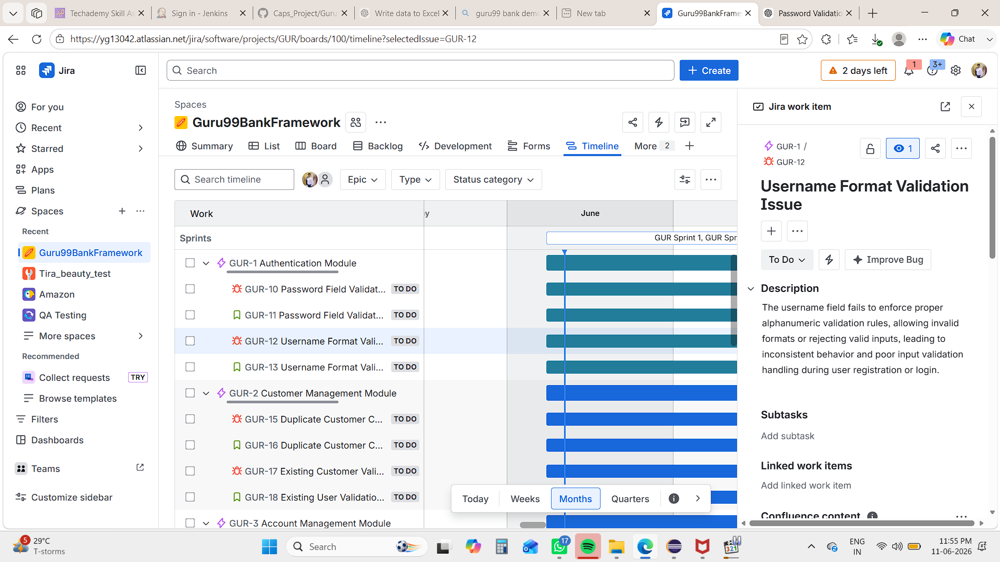 Techademy Skill As
Sign in - Jenkins
Caps_Project/Guru
Write data to Excel
guru99 bank demo
New tab
Guru99BankFrame
Password Validatio
https://yg13042.atlassian.net/jira/software/projects/GUR/boards/100/timeline?selectedIssue=GUR-12
Chat
Jira
Search
+ Create
2 days left
1
3+
For you
Recent
Starred
Apps
Plans
Spaces
Recent
Guru99BankFramework
Tira_beauty_test
Amazon
QA Testing
More spaces
Recommended
Collect requests TRY
Browse templates
Filters
Dashboards
Teams
Customize sidebar
Spaces
Guru99BankFramework
Summary List Board Backlog Development Forms Timeline More 2
Search timeline
Epic Type Status category
Work
y
June
Sprints
GUR Sprint 1, GUR Spr
GUR-1 Authentication Module
GUR-10 Password Field Validat... TO DO
GUR-11 Password Field Validat... TO DO
GUR-12 Username Format Vali... TO DO
GUR-13 Username Format Vali... TO DO
GUR-2 Customer Management Module
GUR-15 Duplicate Customer C... TO DO
GUR-16 Duplicate Customer C... TO DO
GUR-17 Existing Customer Vali... TO DO
GUR-18 Existing User Validatio... TO DO
GUR-3 Account Management Module
Today Weeks Months Quarters
Jira work item
GUR-1 /
GUR-12
1
Username Format Validation
Issue
To Do
Improve Bug
Description
The username field fails to enforce proper
alphanumeric validation rules, allowing invalid
formats or rejecting valid inputs, leading to
inconsistent behavior and poor input validation
handling during user registration or login.
Subtasks
Add subtask
Linked work items
Add linked work item
Confluence content
5
29°C
T-storms
Search
17
321
ENG
IN
11:55 PM
11-06-2026